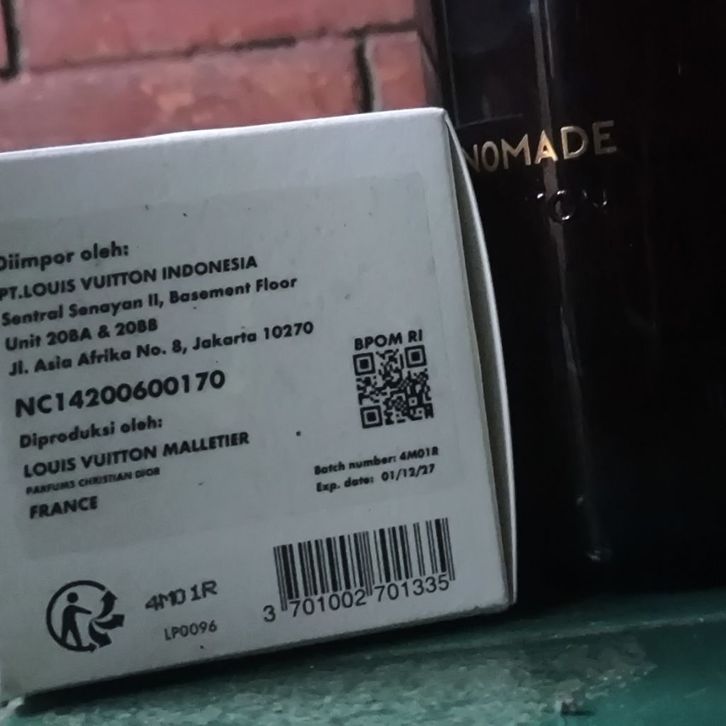 Diimpor oleh:
PT.LOUIS VUITTON INDONESIA
Sentral Senayan II, Basement Floor
Unit 208A & 208B
Jl. Asia Afrika No. 8, Jakarta 10270
NC14200600170
Diproduksi oleh:
LOUIS VUITTON MALLETIER
PARFUMS CHRISTIAN DIOR
FRANCE
BPOM RI
Batch number: 4M01R
Exp. date: 01/12/27
4M01R
LP0096
3 701002 701335
NOMADE